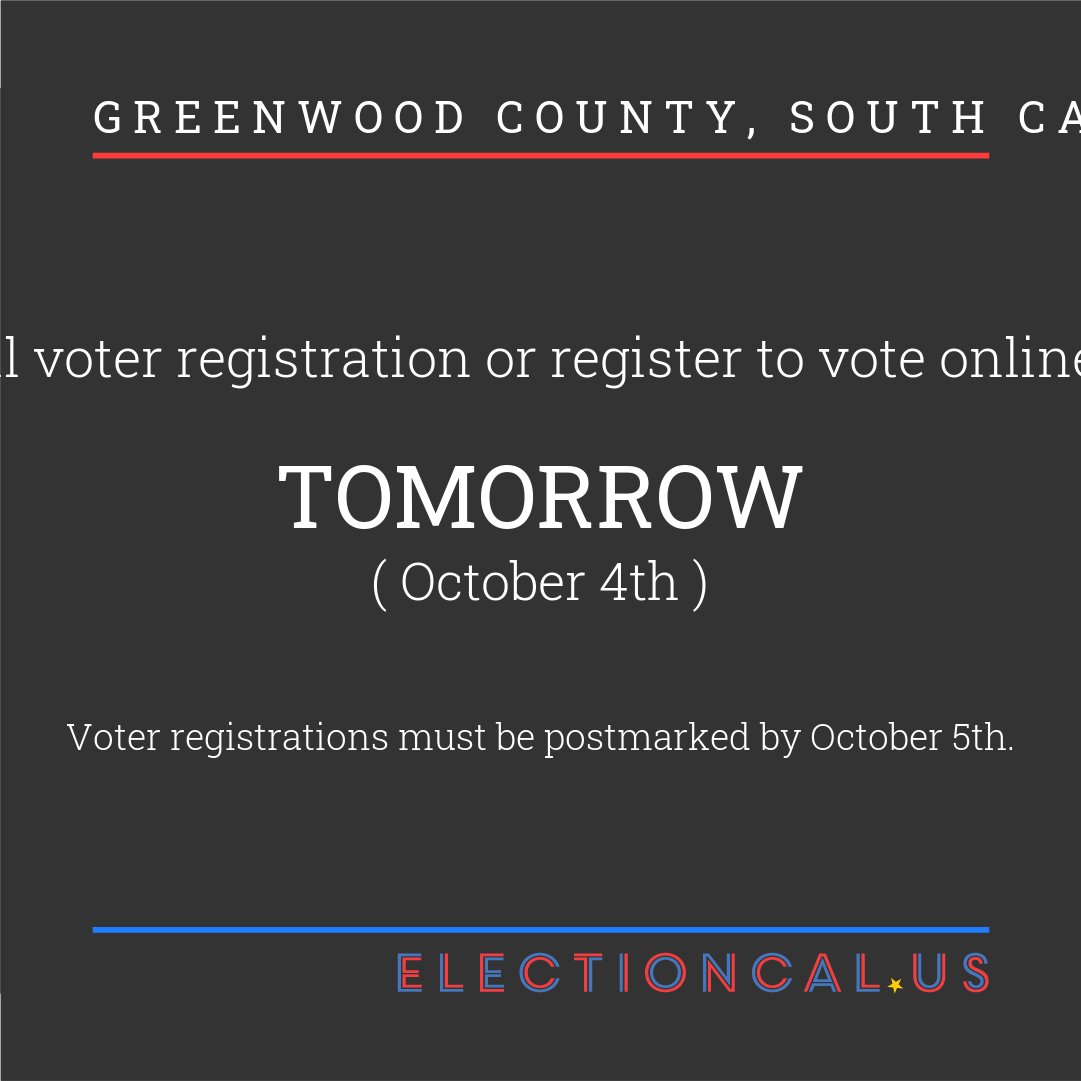 GREENWOOD COUNTY, SOUTH CA
l voter registration or register to vote online
TOMORROW
( October 4th )
Voter registrations must be postmarked by October 5th.
ELECTIONCAL.US